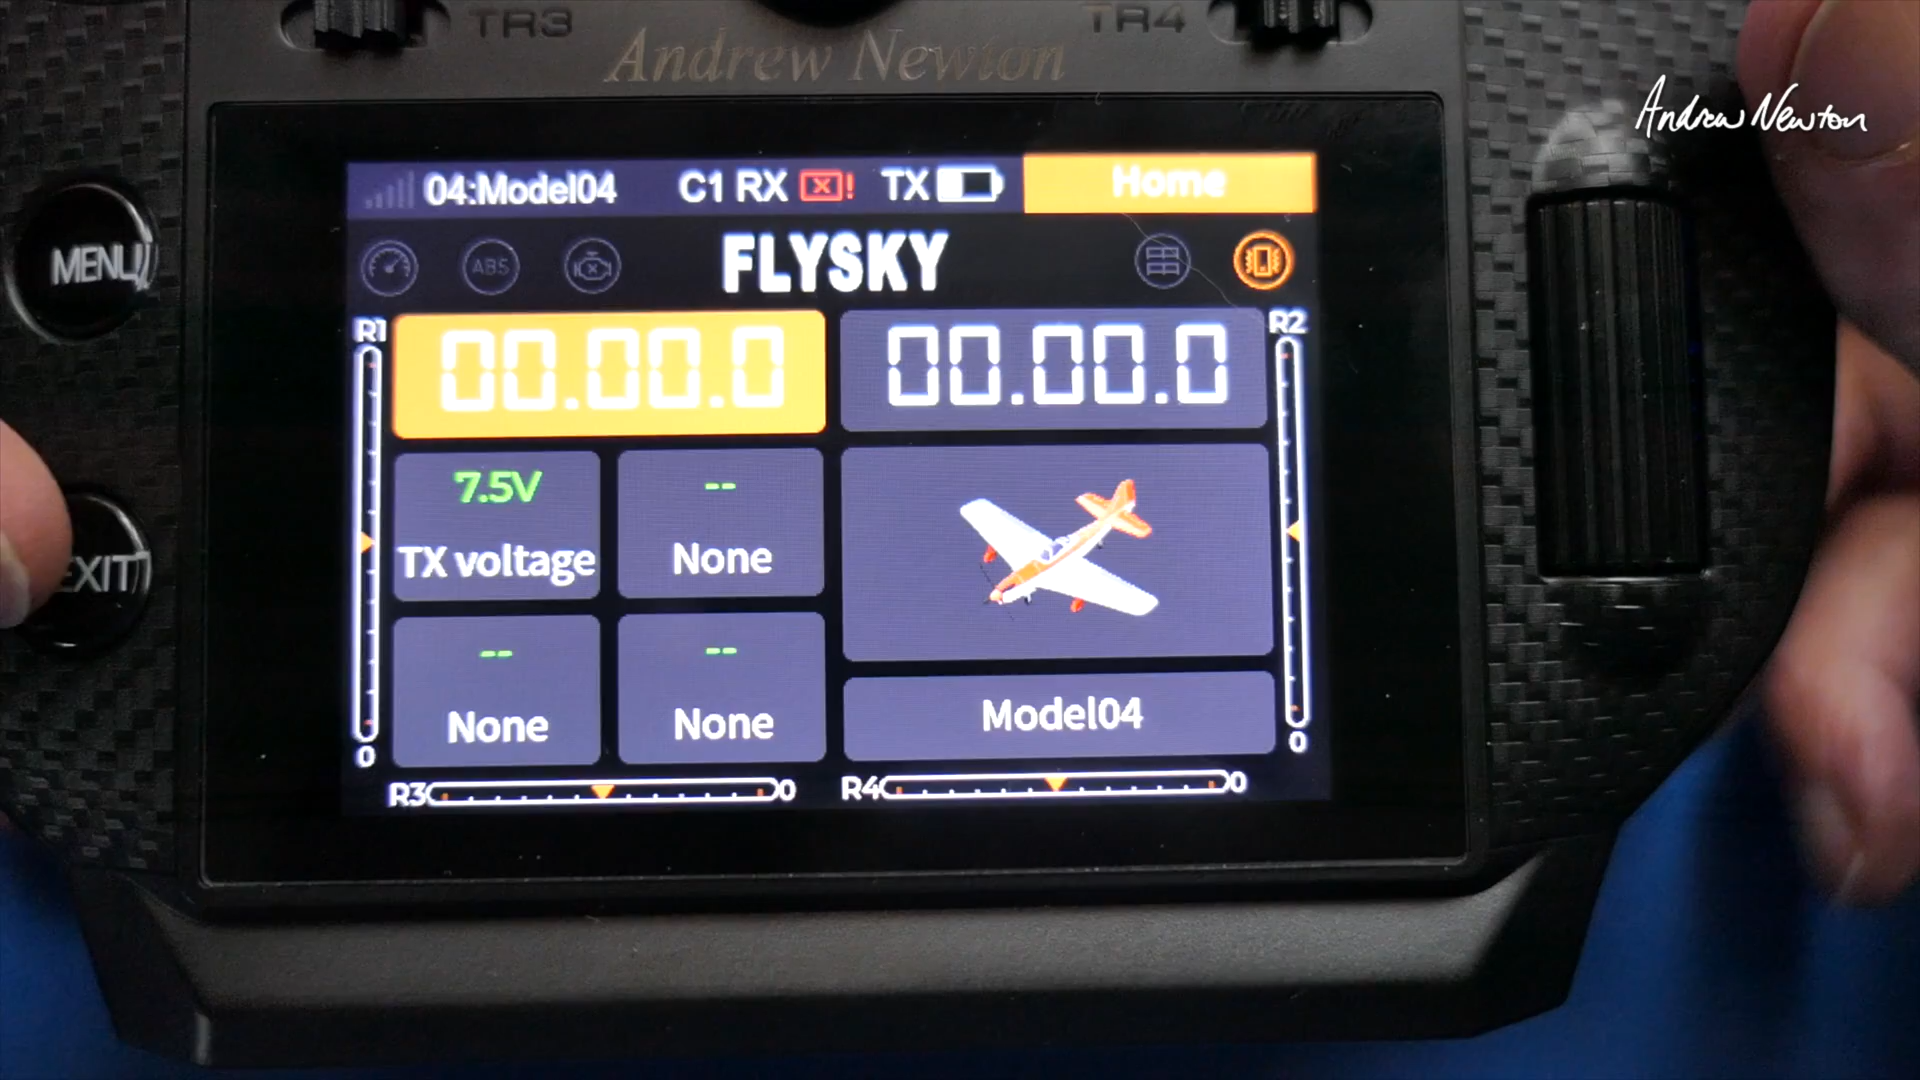 TR3
TR4
Andrew Newton
Andrew Newton
04:Model04 C1 RX ! TX Home
MENU
ABS
FLYSKY
R1
00.00.0
00.00.0
R2
7.5V
--
TX voltage
None
EXIT
--
--
None
None
Model04
0
0
R3
0
R4
0